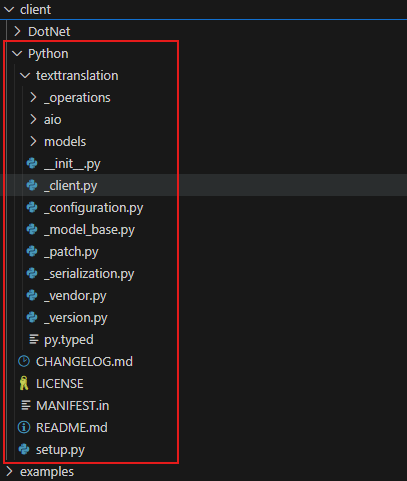 client
DotNet
Python
texttranslation
_operations
aio
models
__init__.py
_client.py
_configuration.py
_model_base.py
_patch.py
_serialization.py
_vendor.py
_version.py
py.typed
CHANGELOG.md
LICENSE
MANIFEST.in
README.md
setup.py
examples